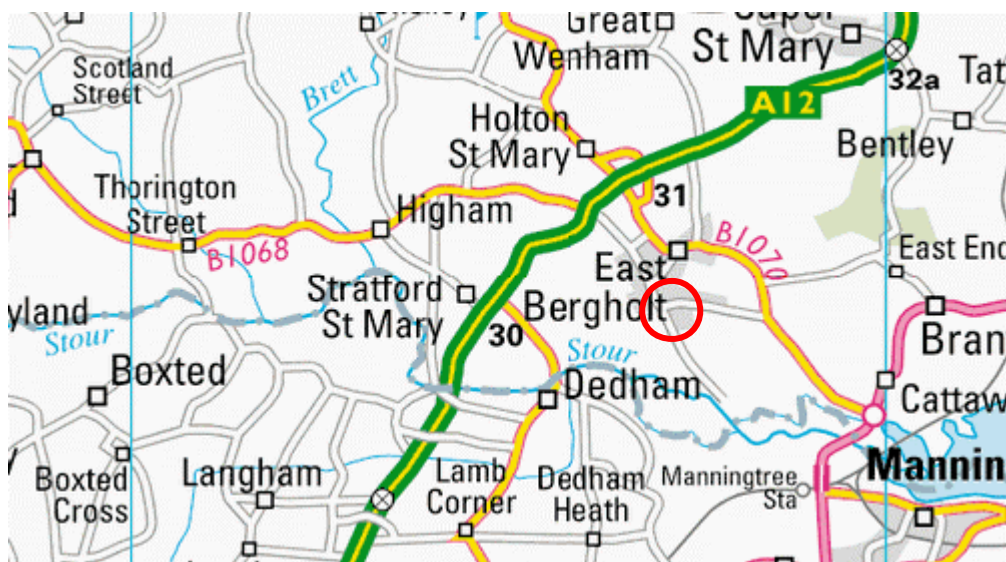 Great
Wenham
Capel
St Mary
Scotland
Street
Brett
A12
32a
Holton
St Mary
Bentley
Thorington
Street
Higham
31
B1068
B1070
East End
East
Bergholt
Stratford
St Mary
30
yland
Stour
Stour
Bran
Boxted
Dedham
Cattaw
Boxted
Cross
Langham
Lamb
Corner
Dedham
Heath
Manningtree
Sta
Mannin